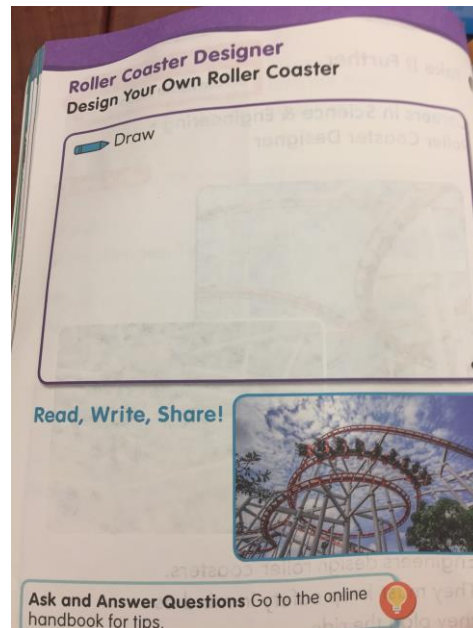 Roller Coaster Designer
Design Your Own Roller Coaster
Draw
Read, Write, Share!
Ask and Answer Questions Go to the online
handbook for tips.